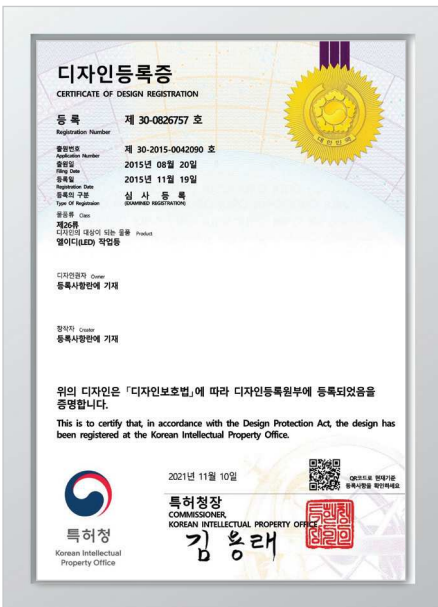 디자인등록증
CERTIFICATE OF DESIGN REGISTRATION
등 록 제 30-0826757 호
Registration Number
출원번호 제 30-2015-0042090 호
Application Number
출원일 2015년 08월 20일
Filing Date
등록일 2015년 11월 19일
Registration Date
등록의 구분 심 사 등 록
Type Of Registraion (EXAMINED REGISTRATION)
물품류 Class
제26류
디자인의 대상이 되는 물품 Product
엘이디(LED) 작업등
디자인권자 Owner
등록사항란에 기재
창작자 Creator
등록사항란에 기재
위의 디자인은 「디자인보호법」에 따라 디자인등록원부에 등록되었음을
증명합니다.
This is to certify that, in accordance with the Design Protection Act, the design has
been registered at the Korean Intellectual Property Office.
2021년 11월 10일
QR코드로 현재기준
등록사항을 확인하세요
특허청장
COMMISSIONER,
KOREAN INTELLECTUAL PROPERTY OFFICE
김용래
특허청
Korean Intellectual
Property Office
대한민국